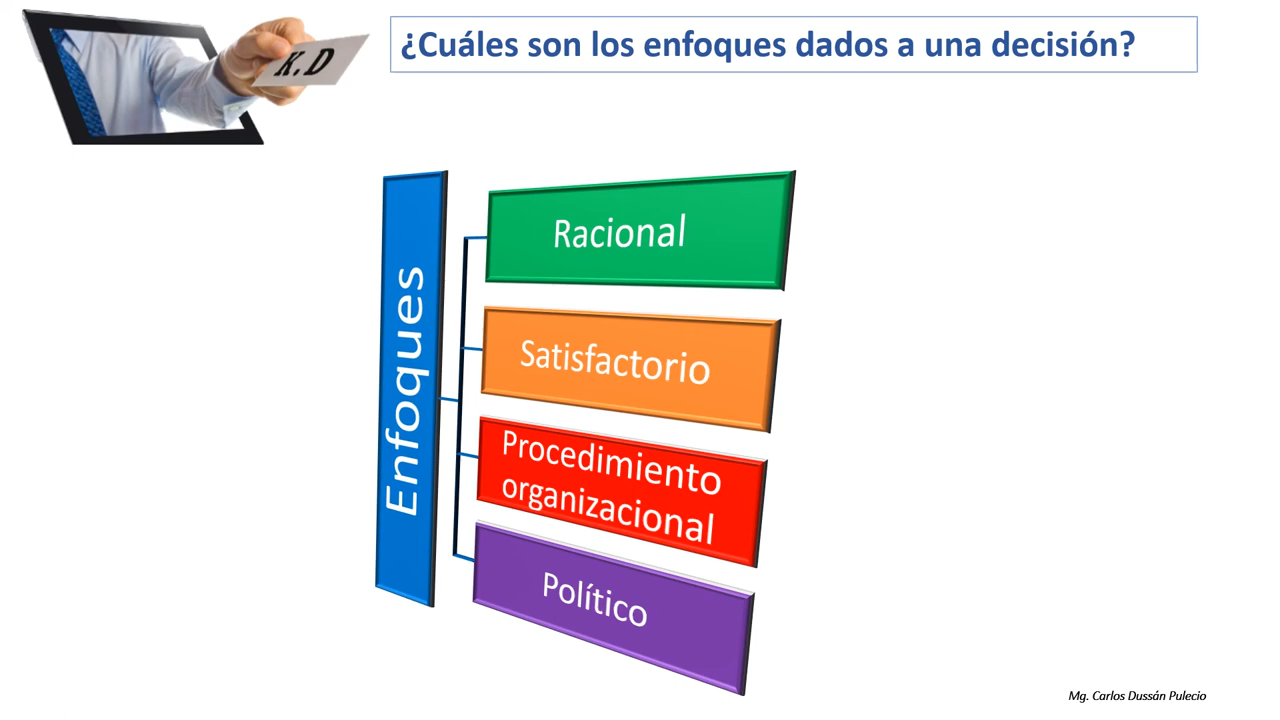 K.D
¿Cuáles son los enfoques dados a una decisión?
Enfoques
Racional
Satisfactorio
Procedimiento
organizacional
Político
Mg. Carlos Dussán Pulecio